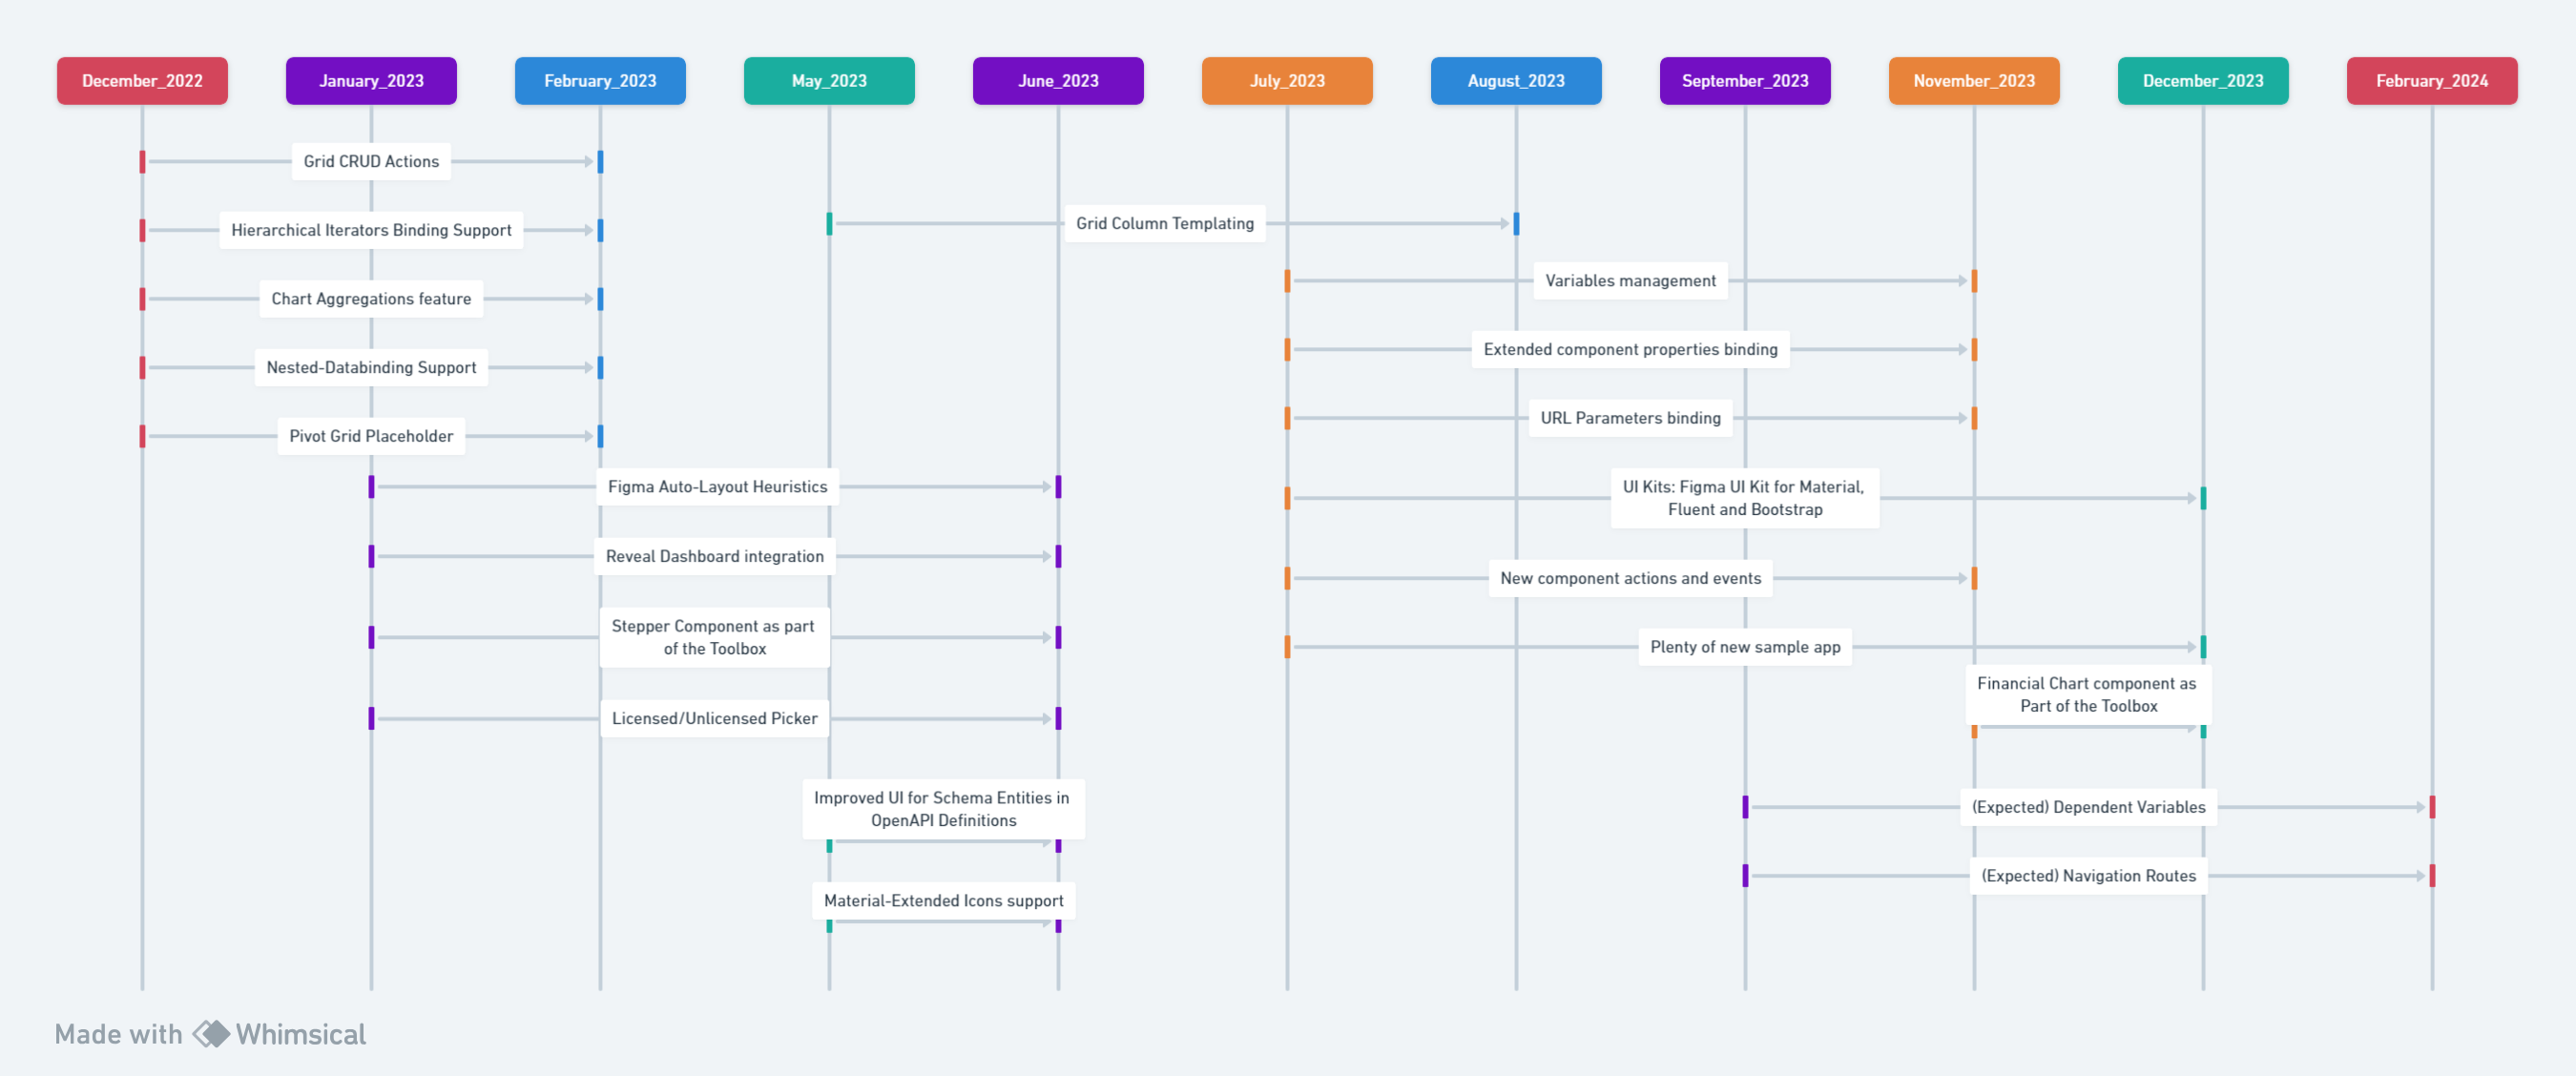 December_2022
January_2023
February_2023
May_2023
June_2023
July_2023
August_2023
September_2023
November_2023
December_2023
February_2024
Grid CRUD Actions
Hierarchical Iterators Binding Support
Grid Column Templating
Chart Aggregations feature
Variables management
Nested-Databinding Support
Extended component properties binding
Pivot Grid Placeholder
URL Parameters binding
Figma Auto-Layout Heuristics
UI Kits: Figma UI Kit for Material,
Fluent and Bootstrap
Reveal Dashboard integration
New component actions and events
Stepper Component as part
of the Toolbox
Plenty of new sample app
Financial Chart component as
Part of the Toolbox
Licensed/Unlicensed Picker
Improved UI for Schema Entities in
OpenAPI Definitions
(Expected) Dependent Variables
Material-Extended Icons support
(Expected) Navigation Routes
Made with Whimsical